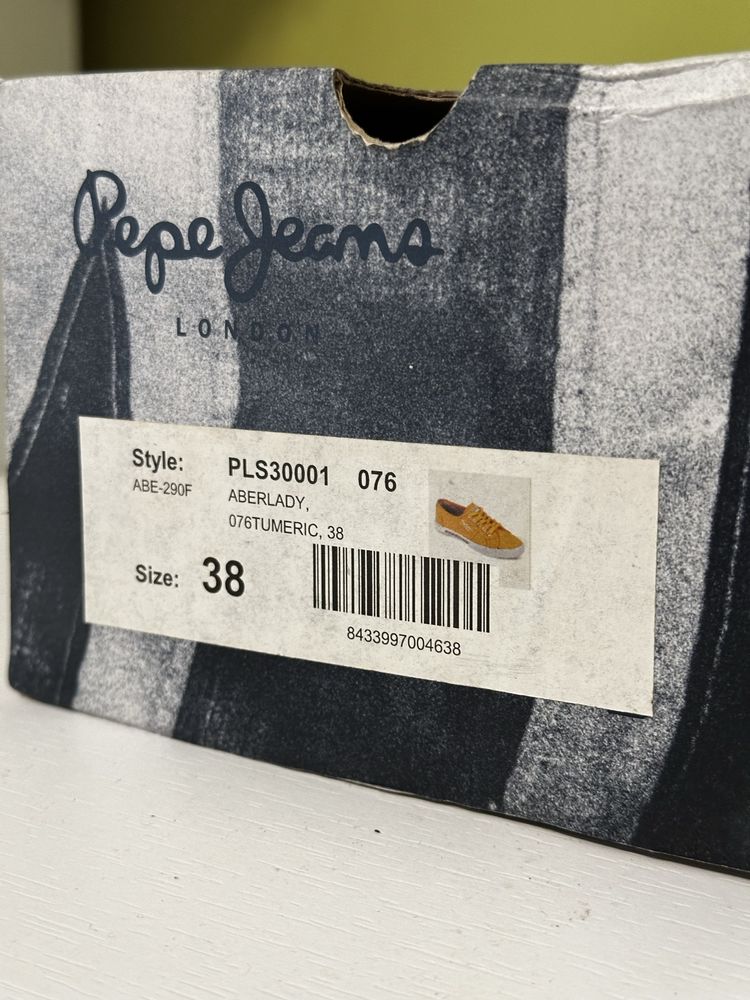 Pepe Jeans
LONDON
Style: PLS30001 076
ABE-290F ABERLADY,
076TUMERIC, 38
Size: 38
8433997004638